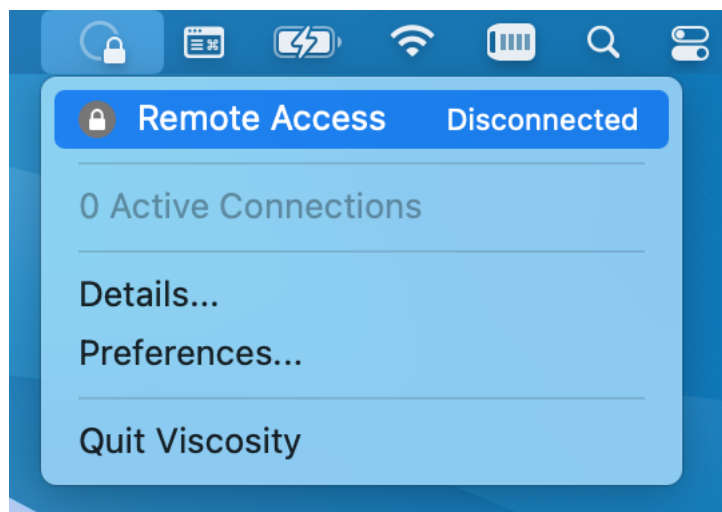 Remote Access Disconnected
0 Active Connections
Details...
Preferences...
Quit Viscosity